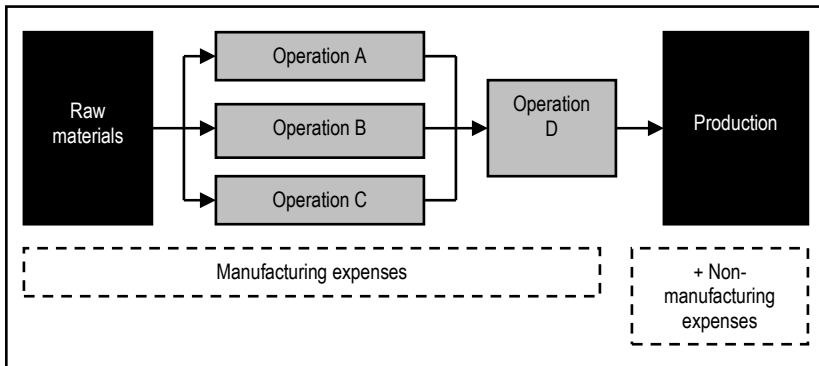 Raw
materials
Operation A
Operation B
Operation C
Operation
D
Production
Manufacturing expenses
+ Non-
manufacturing
expenses